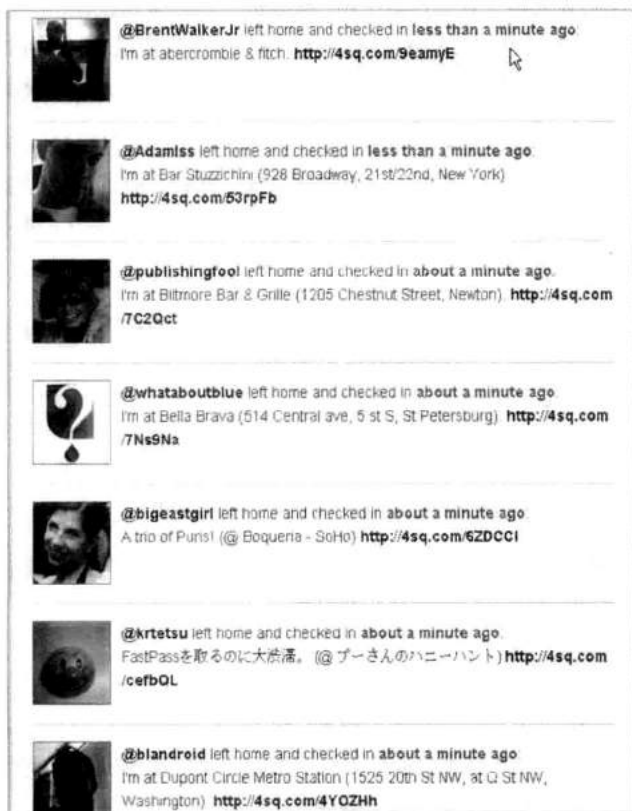 @BrentWalkerJr left home and checked in less than a minute ago:
I'm at abercrombie & fitch. http://4sq.com/9eamyE
@Adamiss left home and checked in less than a minute ago:
I'm at Bar Stuzzichini (928 Broadway, 21st/22nd, New York)
http://4sq.com/53rpFb
@publishingfool left home and checked in about a minute ago:
I'm at Biltmore Bar & Grille (1205 Chestnut Street, Newton). http://4sq.com
/7C2Qct
@whataboutblue left home and checked in about a minute ago:
I'm at Bella Brava (514 Central ave, 5 st S, St Petersburg). http://4sq.com
/7Ns9Na
@bigeastgirl left home and checked in about a minute ago:
A trio of Puris! (@ Boqueria - SoHo) http://4sq.com/6ZDCCI
@krtetsu left home and checked in about a minute ago:
FastPassを取るのに大渋滞。 (@ プーさんのハニーハント) http://4sq.com
/cefbQL
@blandroid left home and checked in about a minute ago:
I'm at Dupont Circle Metro Station (1525 20th St NW, at Q St NW,
Washington). http://4sq.com/4YOZHh